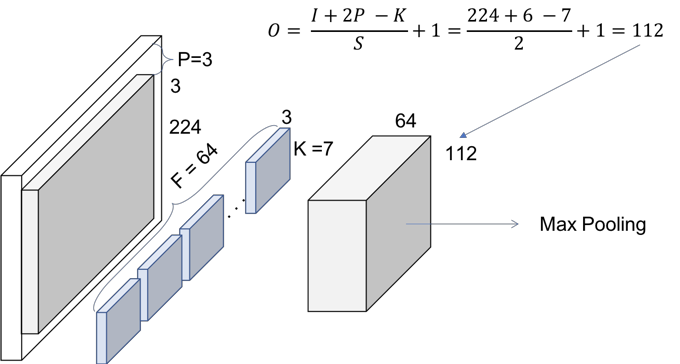 O = (I + 2P − K)/S + 1 = (224 + 6 − 7)/2 + 1 = 112
P=3
3
224
F = 64
3
K =7
...
64
112
Max Pooling